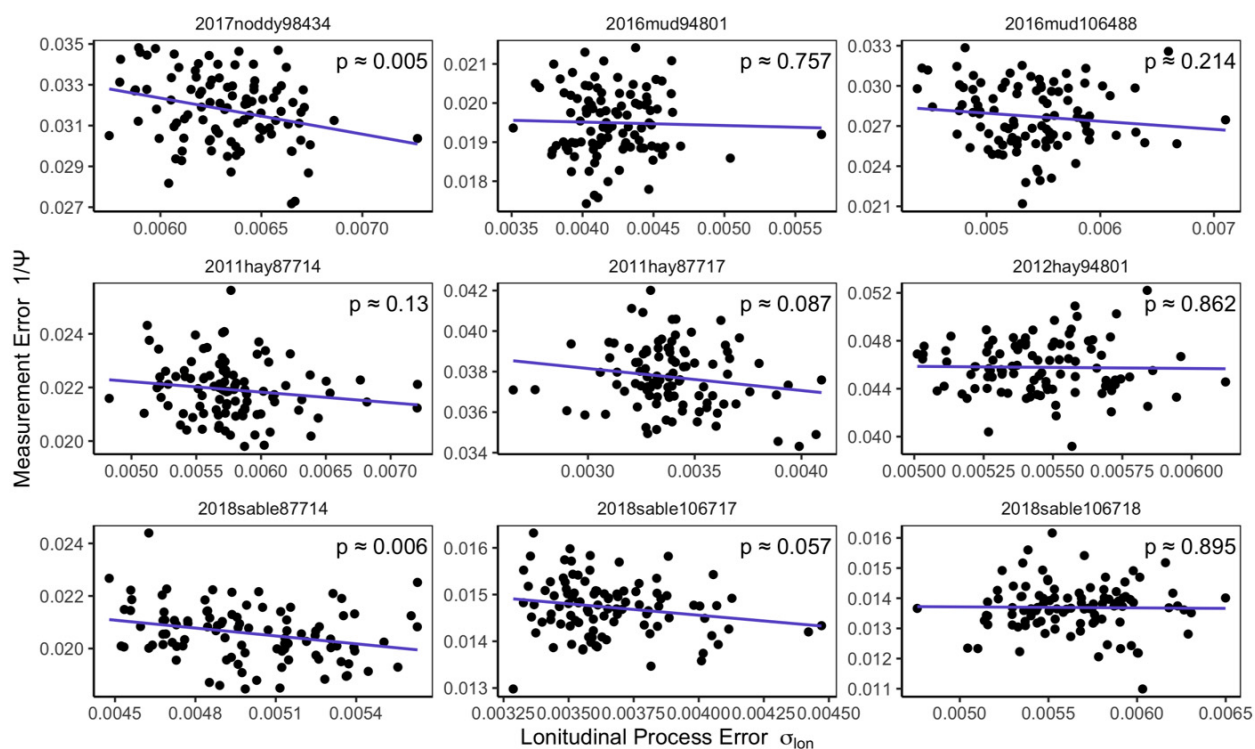 2017noddy98434 2016mud94801 2016mud106488
p ≈ 0.005 p ≈ 0.757 p ≈ 0.214
0.035 0.033 0.031 0.029 0.027
0.021 0.020 0.019 0.018
0.033 0.030 0.027 0.024 0.021
0.0060 0.0065 0.0070
0.0035 0.0040 0.0045 0.0050 0.0055
0.005 0.006 0.007
2011hay87714 2011hay87717 2012hay94801
p ≈ 0.13 p ≈ 0.087 p ≈ 0.862
0.024 0.022 0.020
0.042 0.040 0.038 0.036 0.034
0.052 0.048 0.044 0.040
0.0050 0.0055 0.0060 0.0065 0.0070
0.0030 0.0035 0.0040
0.00500 0.00525 0.00550 0.00575 0.00600
2018sable87714 2018sable106717 2018sable106718
p ≈ 0.006 p ≈ 0.057 p ≈ 0.895
0.024 0.022 0.020
0.016 0.015 0.014 0.013
0.016 0.015 0.014 0.013 0.012 0.011
0.0045 0.0048 0.0051 0.0054
0.00325 0.00350 0.00375 0.00400 0.00425 0.00450
0.0050 0.0055 0.0060 0.0065
Measurement Error 1/Ψ
Lonitudinal Process Error σlon